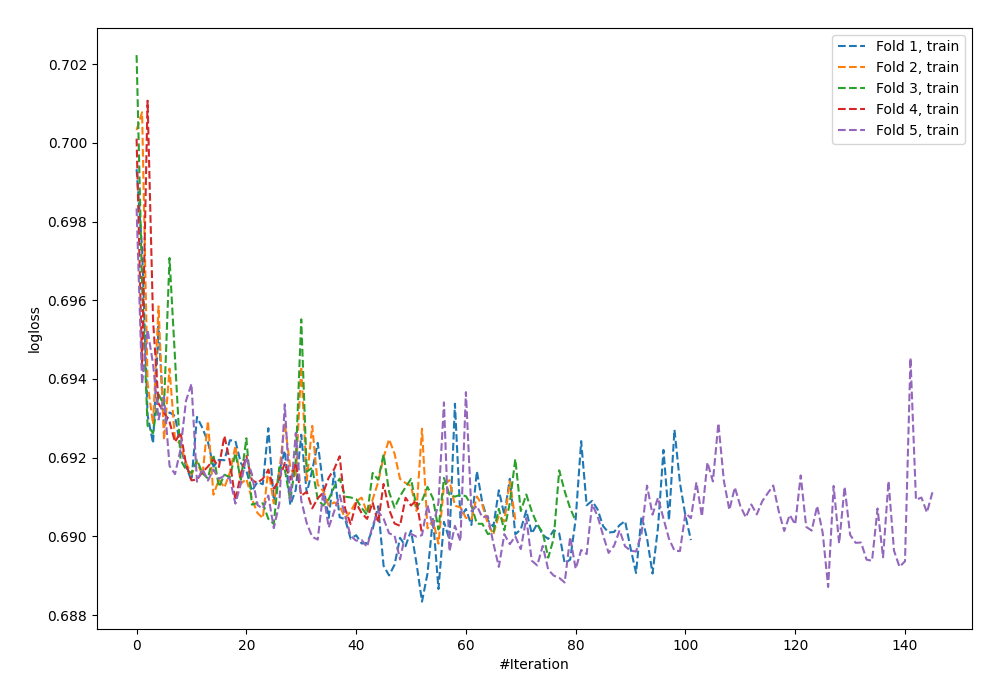 Fold 1, train
Fold 2, train
Fold 3, train
Fold 4, train
Fold 5, train
logloss
0.702
0.700
0.698
0.696
0.694
0.692
0.690
0.688
0 20 40 60 80 100 120 140
#Iteration